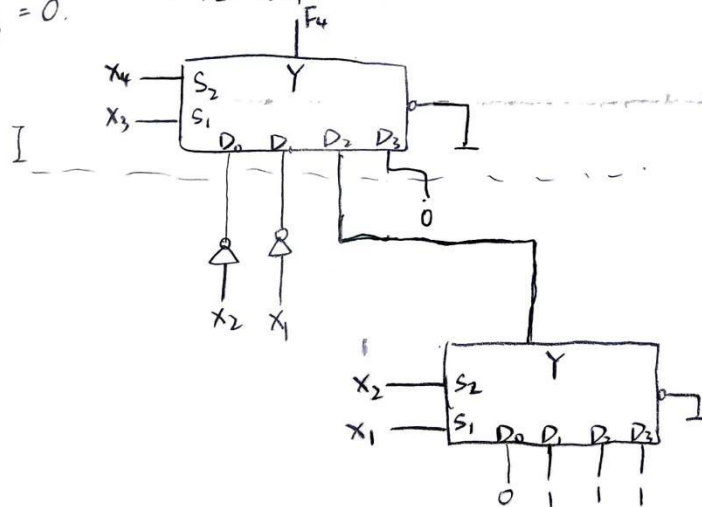 = 0.
F₄
X₄ S₂ Y
X₃ S₁
D₀ D₁ D₂ D₃
0
X₂ X₁
Y
X₂ S₂
X₁ S₁
D₀ D₁ D₂ D₃
0 1 1 1